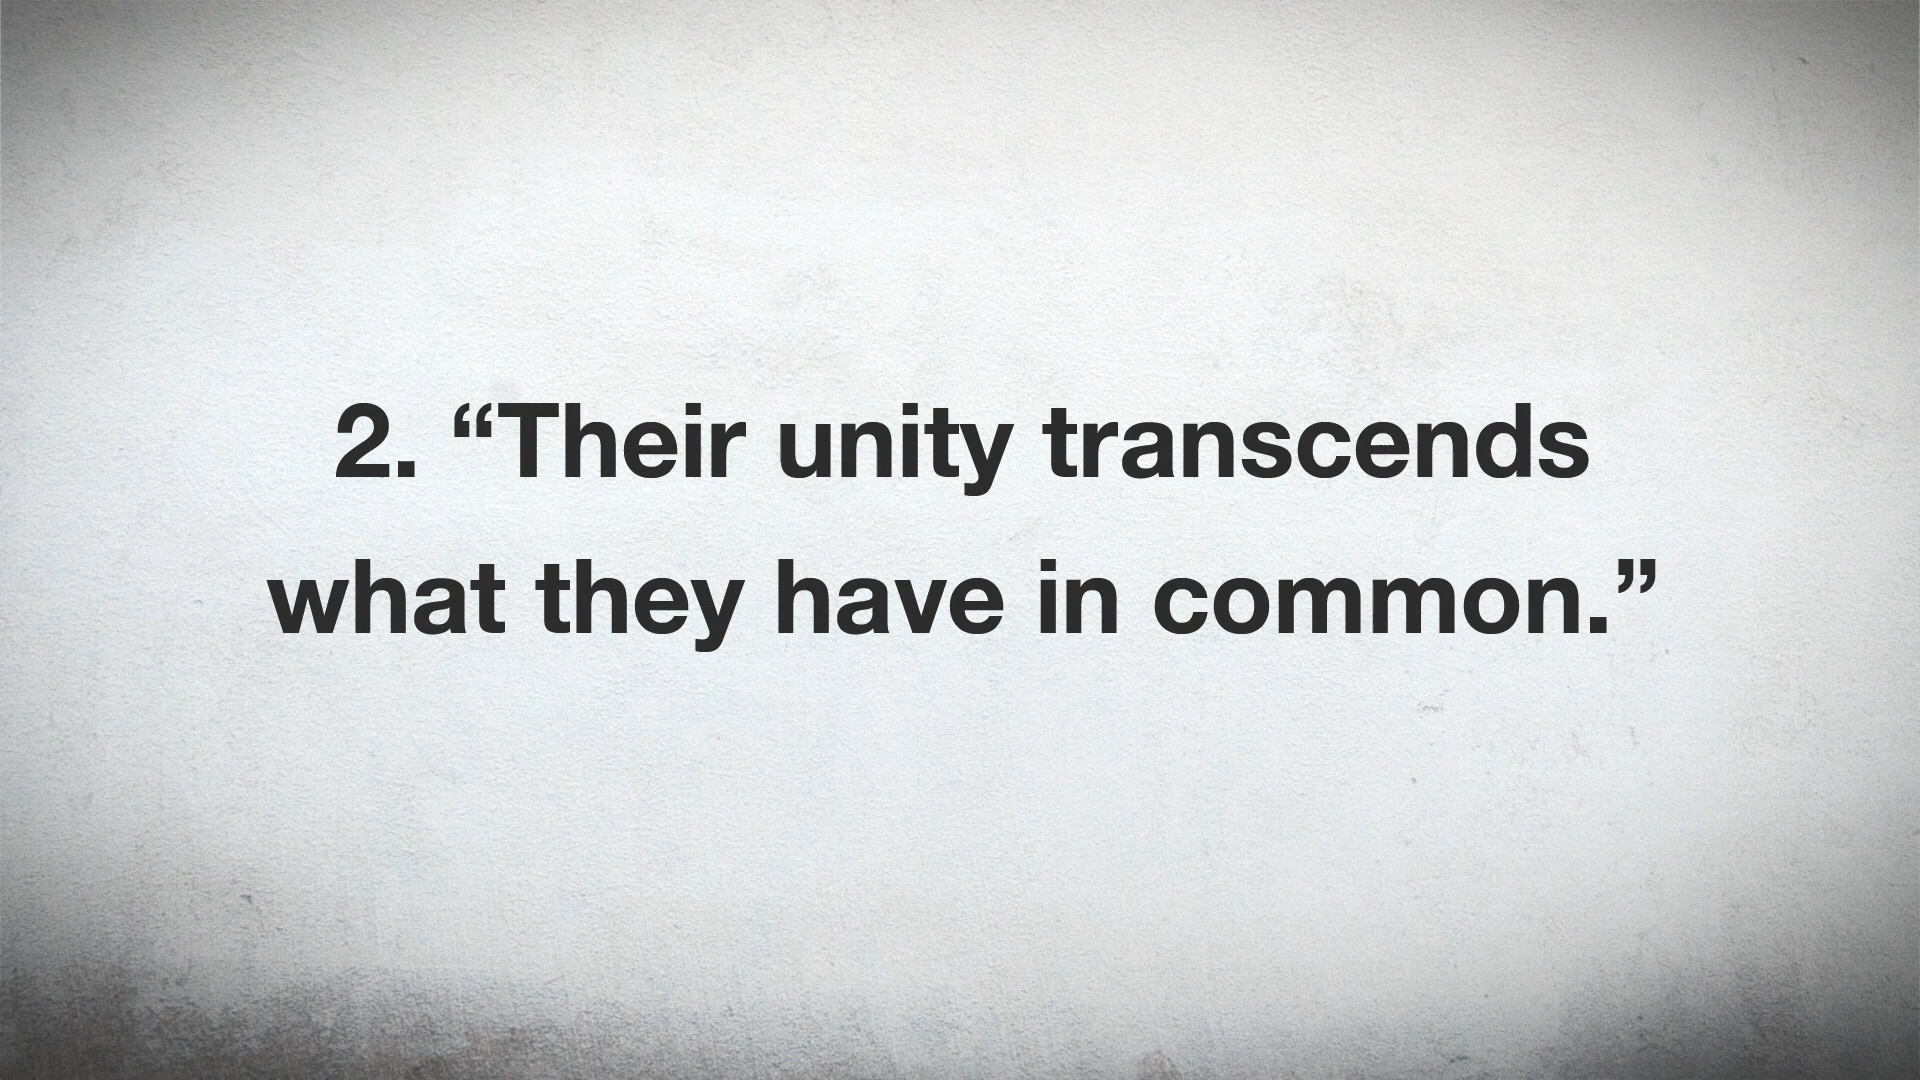 2. “Their unity transcends
what they have in common.”